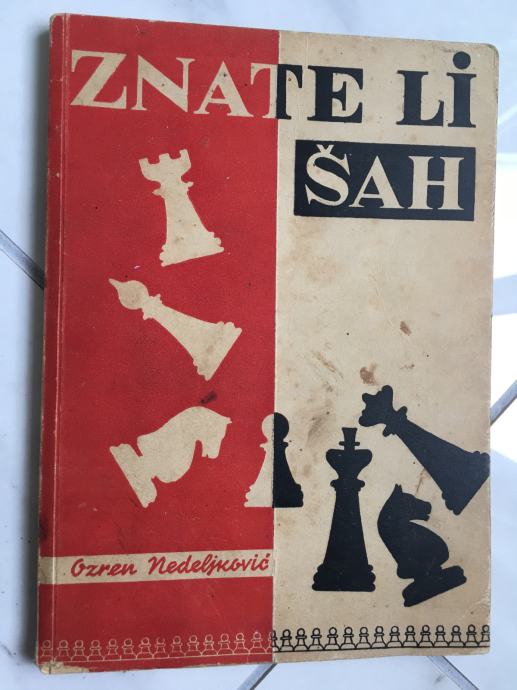 ZNATE LI
ŠAH
Ozren Nedeljković